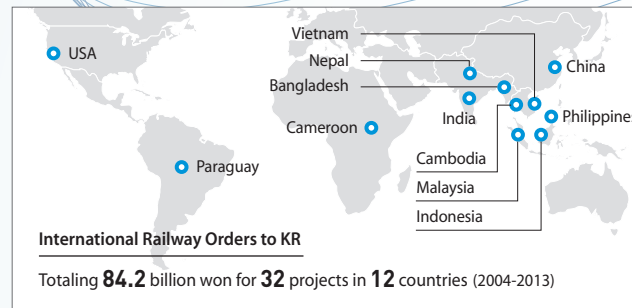 Vietnam
USA
Nepal
China
Bangladesh
India
Philippines
Cameroon
Cambodia
Paraguay
Malaysia
Indonesia
International Railway Orders to KR
Totaling 84.2 billion won for 32 projects in 12 countries (2004-2013)